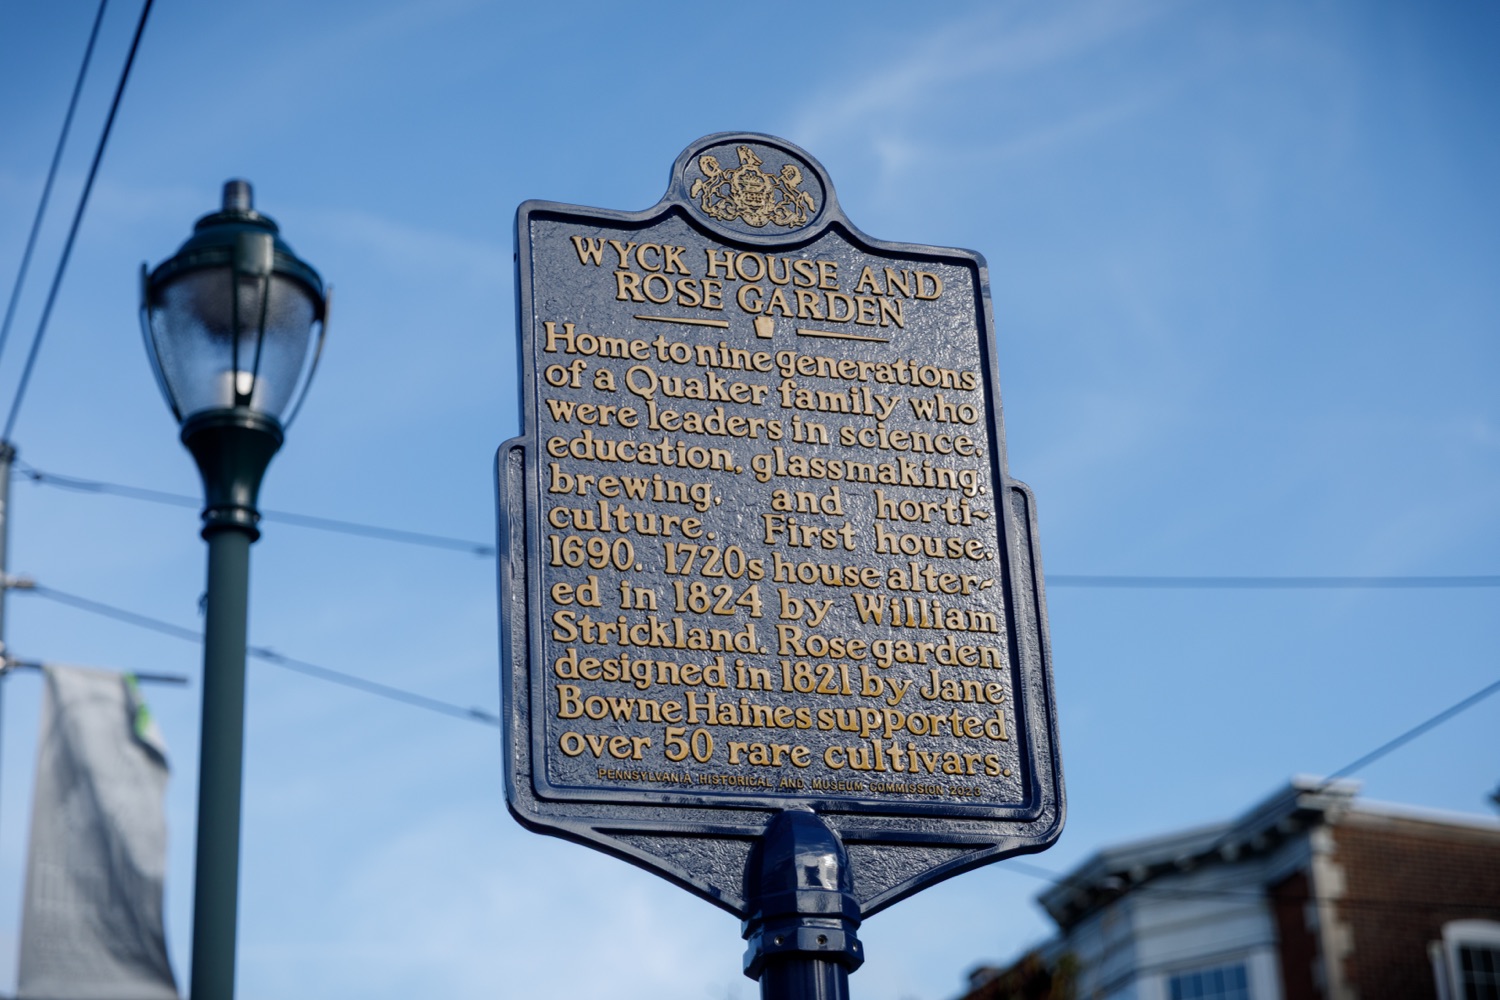 WYCK HOUSE AND
ROSE GARDEN
Home to nine generations
of a Quaker family who
were leaders in science,
education, glassmaking,
brewing, and horti-
culture. First house,
1690. 1720s house alter-
ed in 1824 by William
Strickland. Rose garden
designed in 1821 by Jane
Bowne Haines supported
over 50 rare cultivars.
PENNSYLVANIA HISTORICAL AND MUSEUM COMMISSION 2023